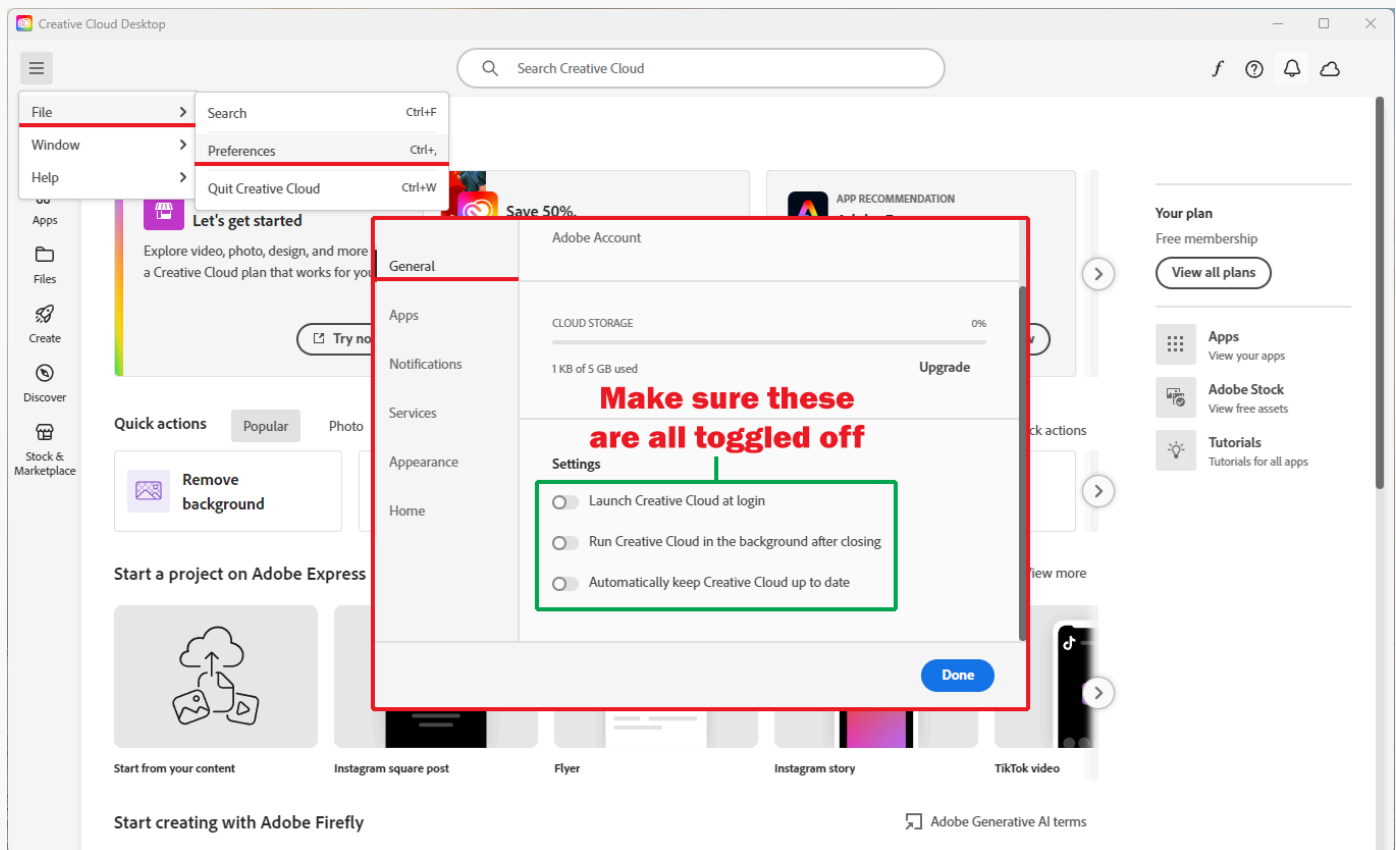 Creative Cloud Desktop
Search Creative Cloud
File
Window
Help
Search Ctrl+F
Preferences Ctrl+,
Quit Creative Cloud Ctrl+W
Apps
Files
Create
Discover
Stock &
Marketplace
Let's get started
Explore video, photo, design, and more
a Creative Cloud plan that works for
Try
Save 50%.
APP RECOMMENDATION
Your plan
Free membership
View all plans
Apps
View your apps
Adobe Stock
View free assets
Tutorials
Tutorials for all apps
Adobe Account
General
Apps
Notifications
Services
Appearance
Home
CLOUD STORAGE 0%
1 KB of 5 GB used Upgrade
Make sure these
are all toggled off
Settings
Launch Creative Cloud at login
Run Creative Cloud in the background after closing
Automatically keep Creative Cloud up to date
Done
Quick actions Popular Photo
actions
Remove
background
Start a project on Adobe Express
more
Start from your content
Instagram square post
Flyer
Instagram story
TikTok video
Start creating with Adobe Firefly
Adobe Generative AI terms